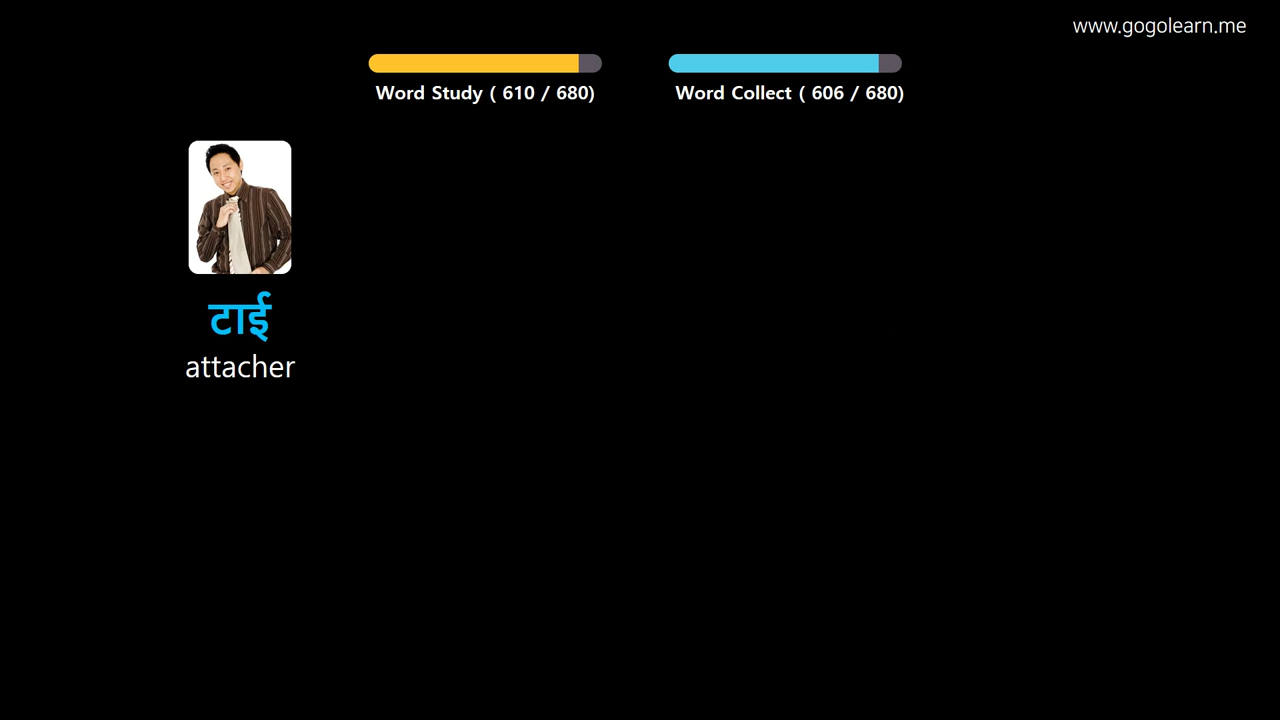 www.gogolearn.me
Word Study ( 610 / 680)
Word Collect ( 606 / 680)
टाई
attacher